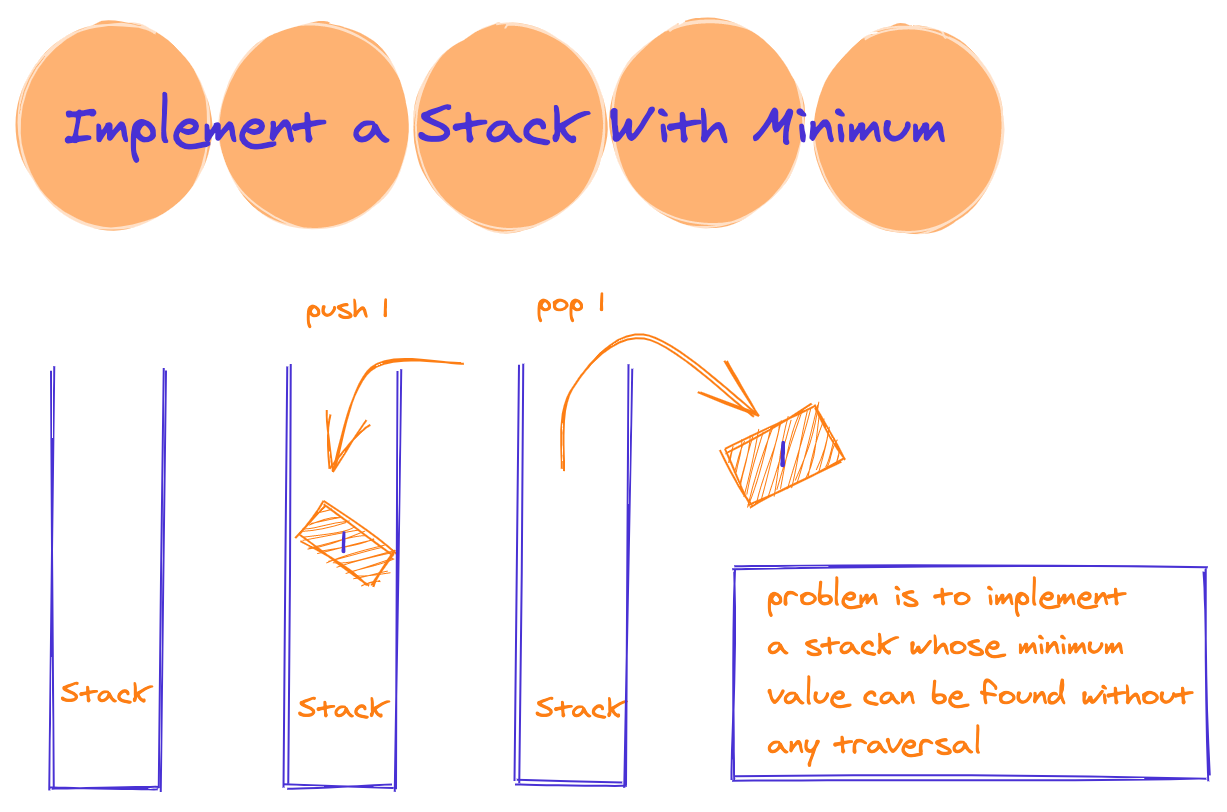 Implement a Stack With Minimum
push 1
pop 1
1
1
Stack
Stack
Stack
problem is to implement
a stack whose minimum
value can be found without
any traversal